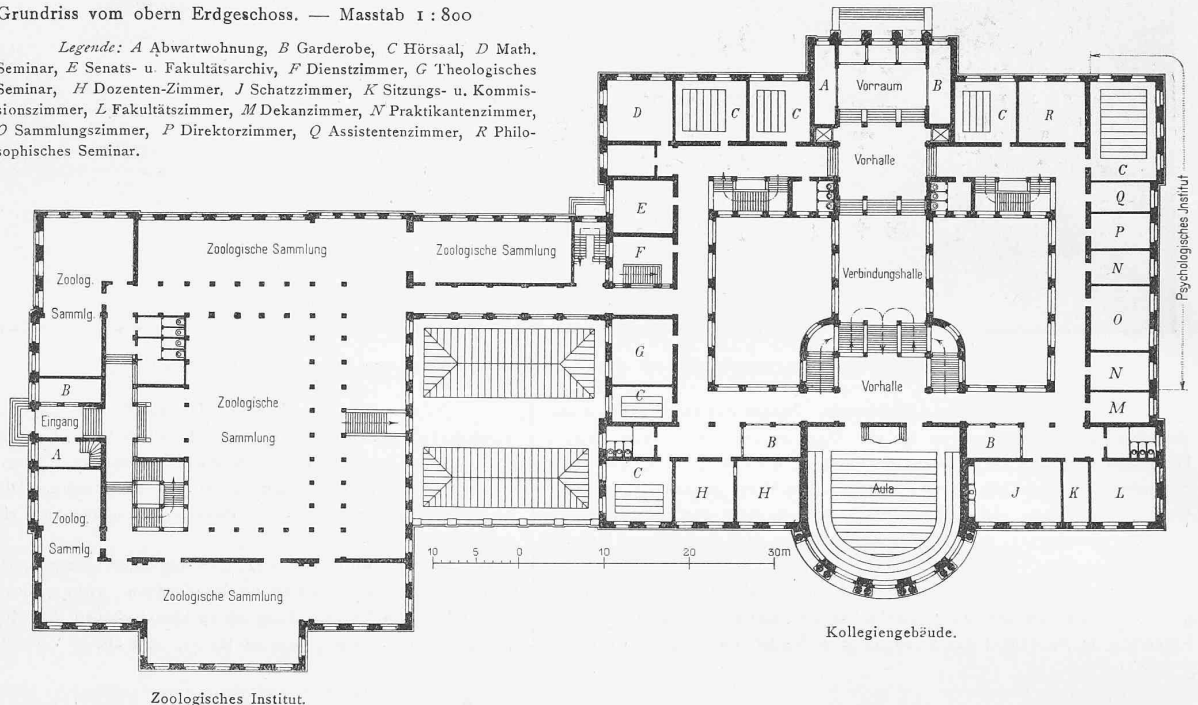 Grundriss vom obern Erdgeschoss. — Masstab 1 : 800
Legende: A Abwartwohnung, B Garderobe, C Hörsaal, D Math.
Seminar, E Senats- u. Fakultätsarchiv, F Dienstzimmer, G Theologisches
Seminar, H Dozenten-Zimmer, J Schatzzimmer, K Sitzungs- u. Kommis-
sionszimmer, L Fakultätszimmer, M Dekanzimmer, N Praktikantenzimmer,
O Sammlungszimmer, P Direktorzimmer, Q Assistentenzimmer, R Philo-
sophisches Seminar.
A
Vorraum
B
D
C
C
C
R
C
Vorhalle
E
Q
F
P
Zoologische Sammlung
Zoologische Sammlung
Zoolog.
Sammlg.
Verbindungshalle
N
O
Psychologisches Institut
G
N
C
Vorhalle
M
B
Eingang
A
Zoologische
Sammlung
B
B
C
H
H
Aula
J
K
L
Zoolog.
Sammlg.
10 5 0 10 20 30m
Zoologische Sammlung
Kollegiengebäude.
Zoologisches Institut.